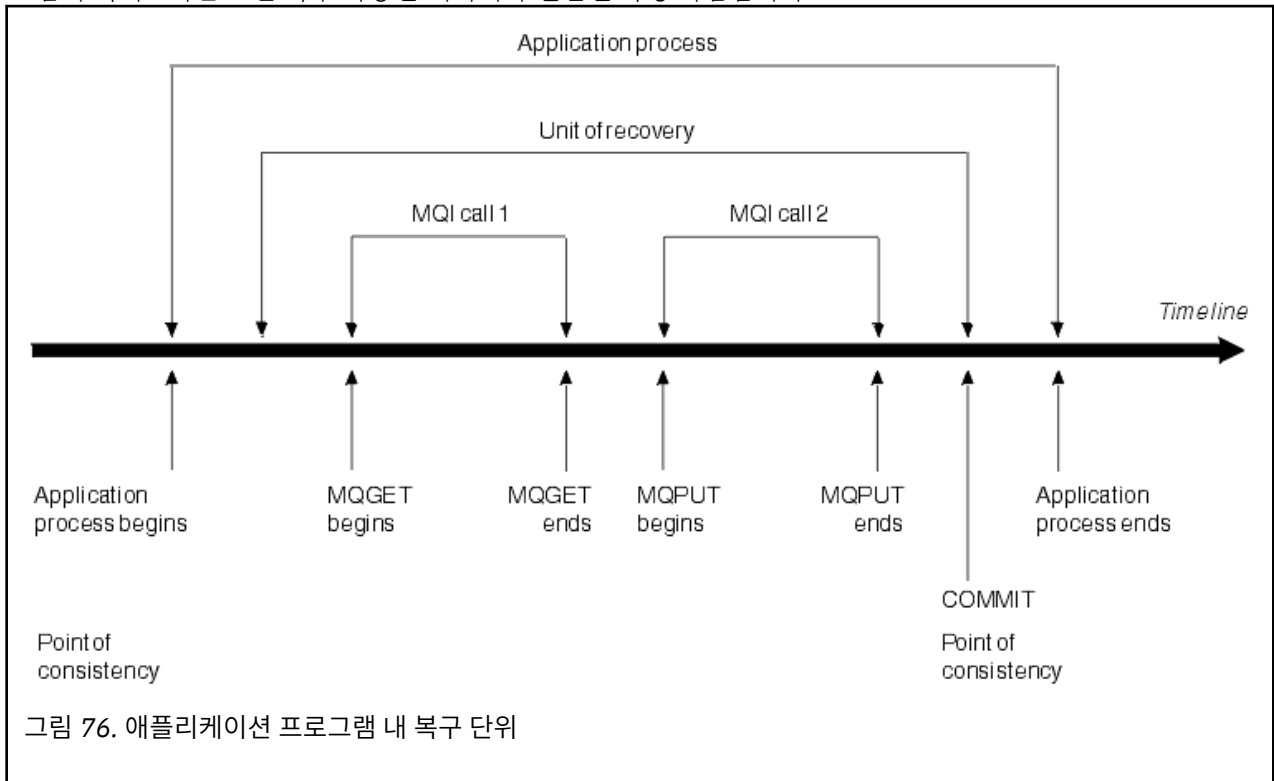 Application process
Unit of recovery
MQI call 1
MQI call 2
Timeline
Application
process begins
MQGET
begins
MQGET
ends
MQPUT
begins
MQPUT
ends
Application
process ends
COMMIT
Point of
consistency
Point of
consistency
그림 76. 애플리케이션 프로그램 내 복구 단위